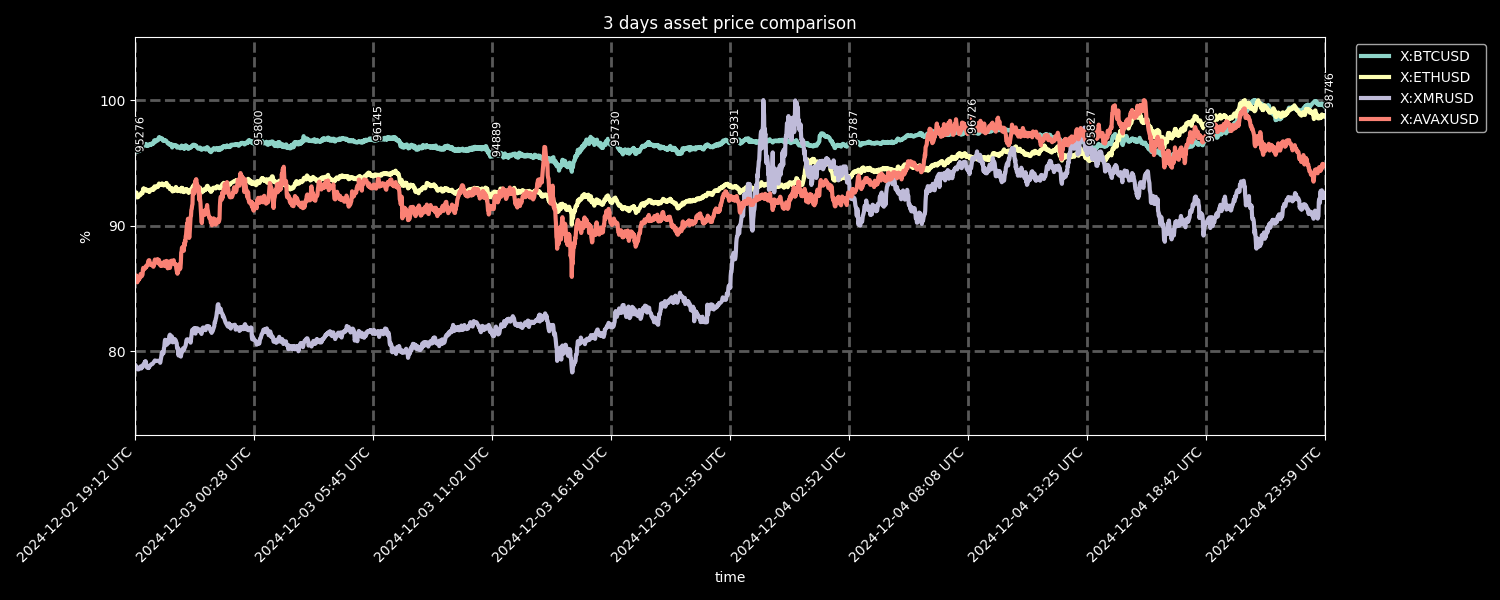 3 days asset price comparison
X:BTCUSD
X:ETHUSD
X:XMRUSD
X:AVAXUSD
100
90
80
%
95276
95800
96145
94889
95730
95931
95787
96726
95827
96065
98746
2024-12-02 19:12 UTC
2024-12-03 00:28 UTC
2024-12-03 05:45 UTC
2024-12-03 11:02 UTC
2024-12-03 16:18 UTC
2024-12-03 21:35 UTC
2024-12-04 02:52 UTC
2024-12-04 08:08 UTC
2024-12-04 13:25 UTC
2024-12-04 18:42 UTC
2024-12-04 23:59 UTC
time